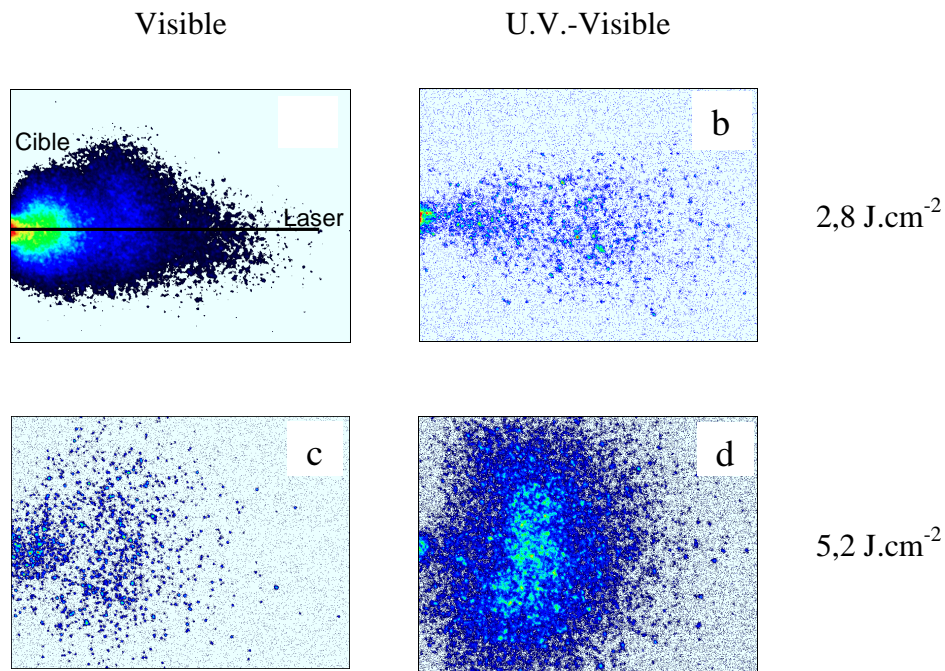 Visible U.V.-Visible
Cible
Laser
b
2,8 J.cm-2
c
d
5,2 J.cm-2